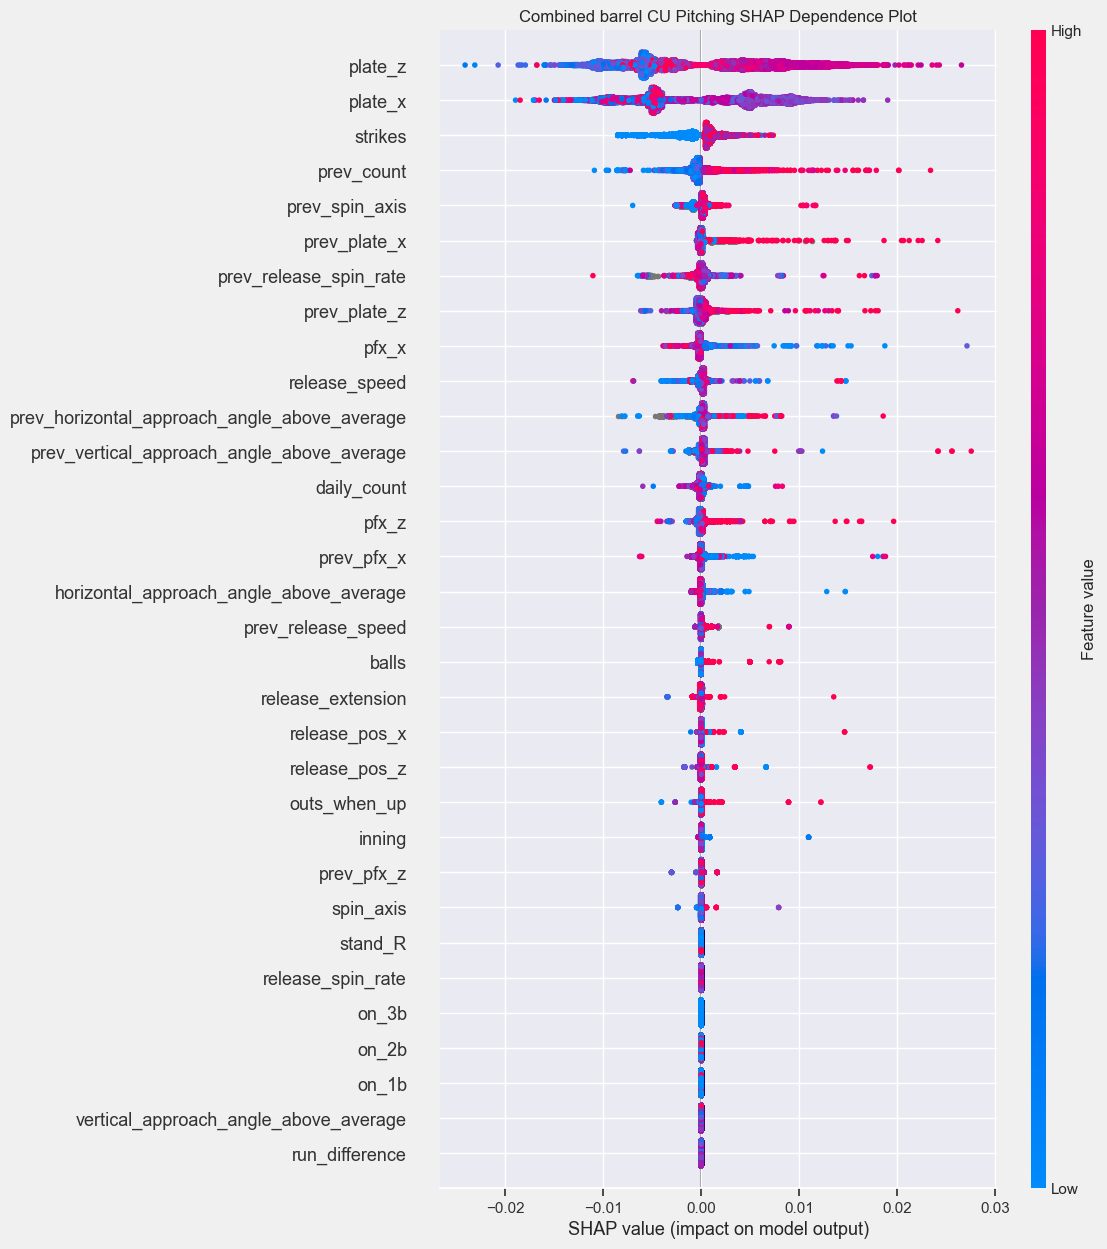 Combined barrel CU Pitching SHAP Dependence Plot
High
plate_z
plate_x
strikes
prev_count
prev_spin_axis
prev_plate_x
prev_release_spin_rate
prev_plate_z
pfx_x
release_speed
prev_horizontal_approach_angle_above_average
prev_vertical_approach_angle_above_average
daily_count
pfx_z
prev_pfx_x
horizontal_approach_angle_above_average
prev_release_speed
balls
release_extension
release_pos_x
release_pos_z
outs_when_up
inning
prev_pfx_z
spin_axis
stand_R
release_spin_rate
on_3b
on_2b
on_1b
vertical_approach_angle_above_average
run_difference
Feature value
Low
−0.02 −0.01 0.00 0.01 0.02 0.03
SHAP value (impact on model output)